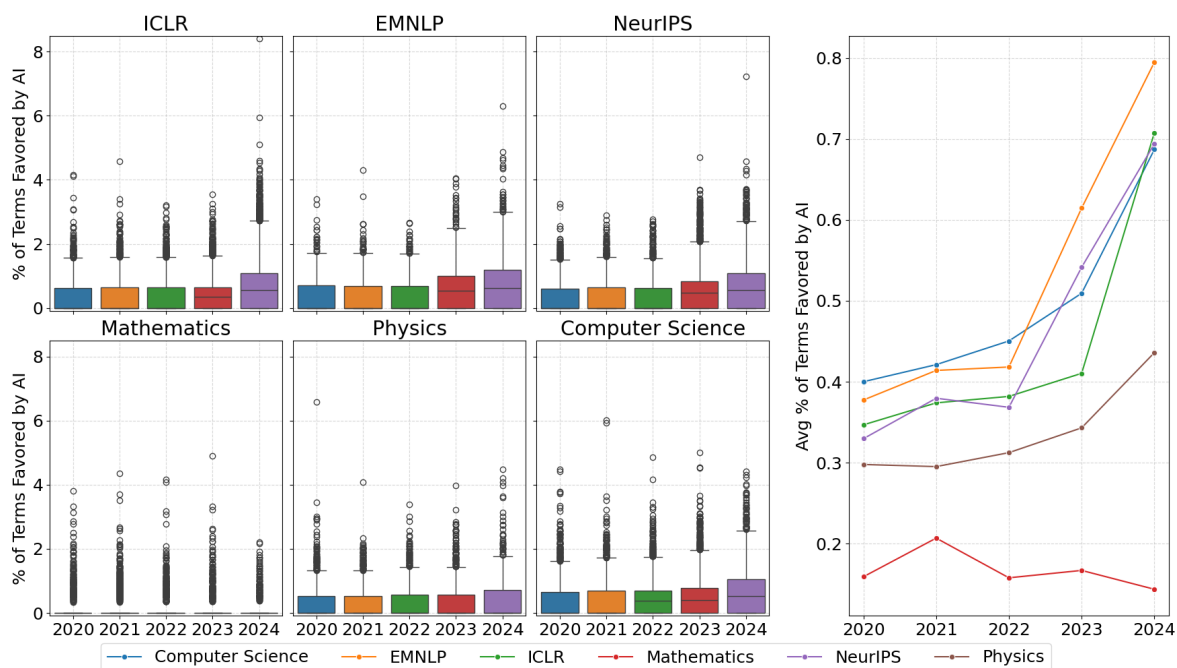 ICLR EMNLP NeurIPS
% of Terms Favored by AI
8
6
4
2
0
Mathematics Physics Computer Science
% of Terms Favored by AI
8
6
4
2
0
2020 2021 2022 2023 2024 2020 2021 2022 2023 2024 2020 2021 2022 2023 2024
Avg % of Terms Favored by AI
0.8
0.7
0.6
0.5
0.4
0.3
0.2
2020 2021 2022 2023 2024
Computer Science EMNLP ICLR Mathematics NeurIPS Physics